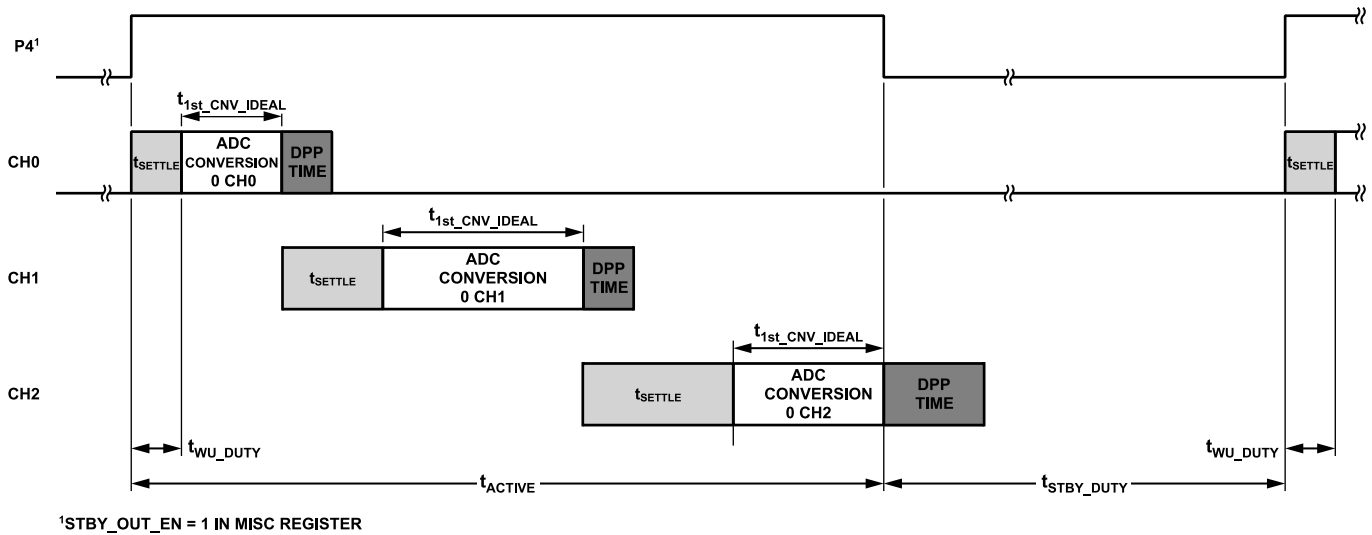 P4¹
t1st_CNV_IDEAL
CH0
tSETTLE
ADC
CONVERSION
0 CH0
DPP
TIME
tSETTLE
t1st_CNV_IDEAL
CH1
tSETTLE
ADC
CONVERSION
0 CH1
DPP
TIME
t1st_CNV_IDEAL
CH2
tSETTLE
ADC
CONVERSION
0 CH2
DPP
TIME
tWU_DUTY
tWU_DUTY
tACTIVE
tSTBY_DUTY
¹STBY_OUT_EN = 1 IN MISC REGISTER